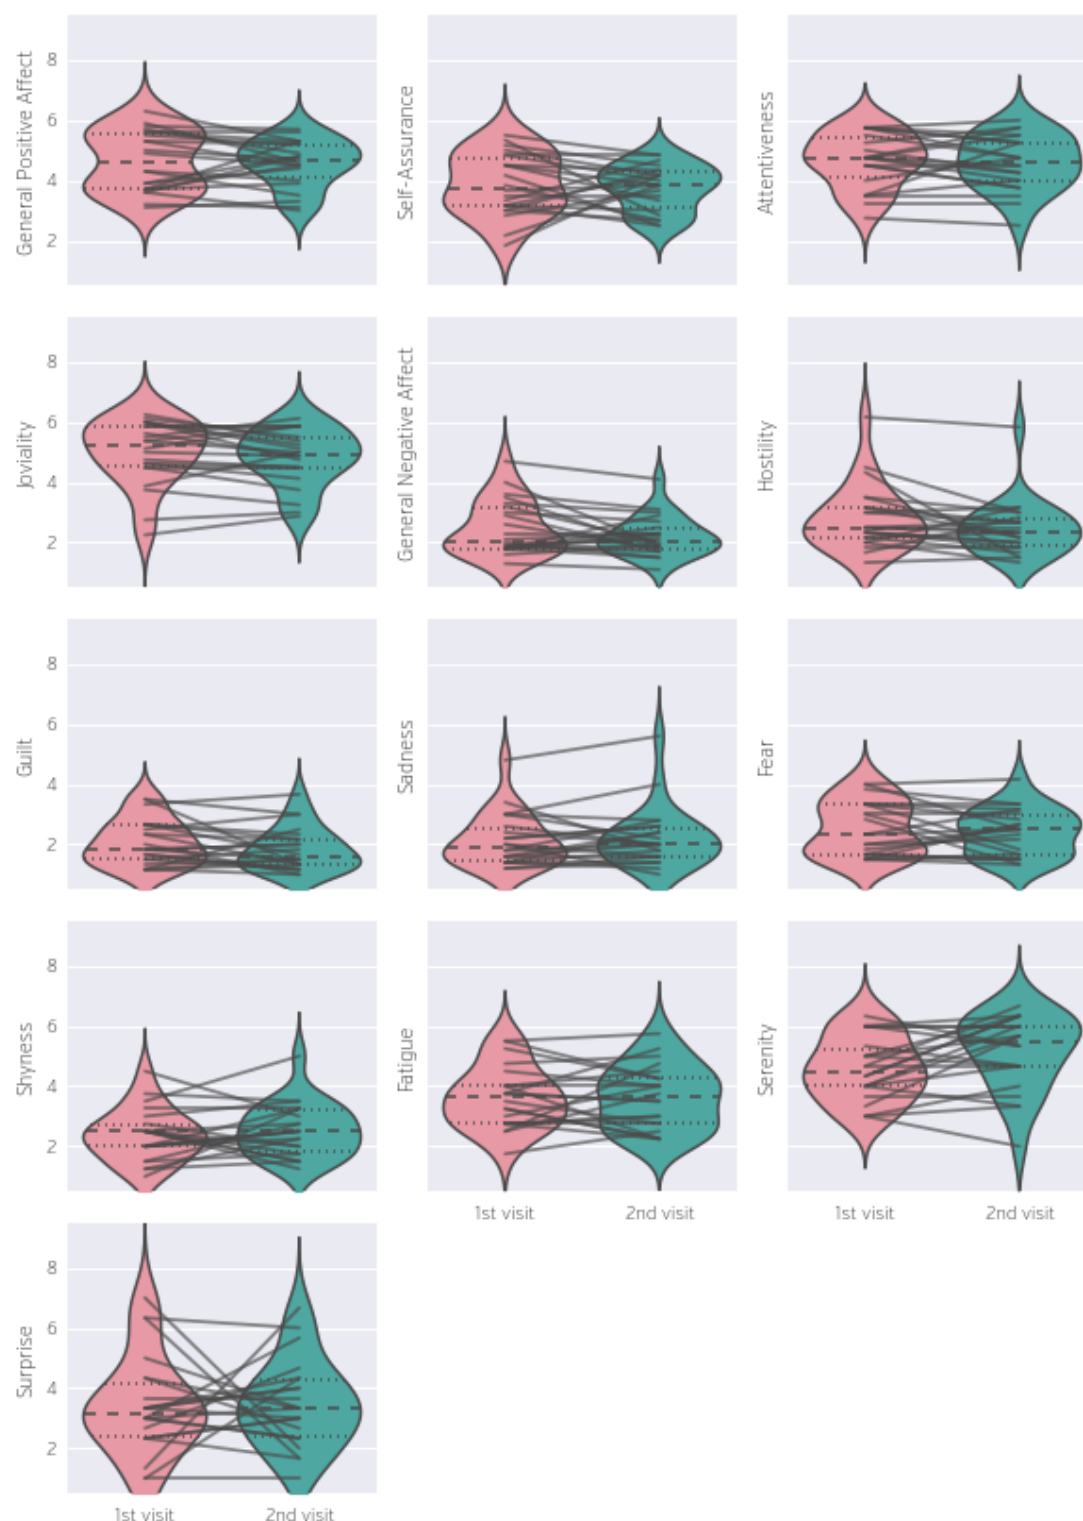 General Positive Affect
8
6
4
2
Self-Assurance
Attentiveness
Joviality
8
6
4
2
General Negative Affect
Hostility
Guilt
8
6
4
2
Sadness
Fear
Shyness
8
6
4
2
Fatigue
Serenity
1st visit 2nd visit
1st visit 2nd visit
Surprise
8
6
4
2
1st visit 2nd visit